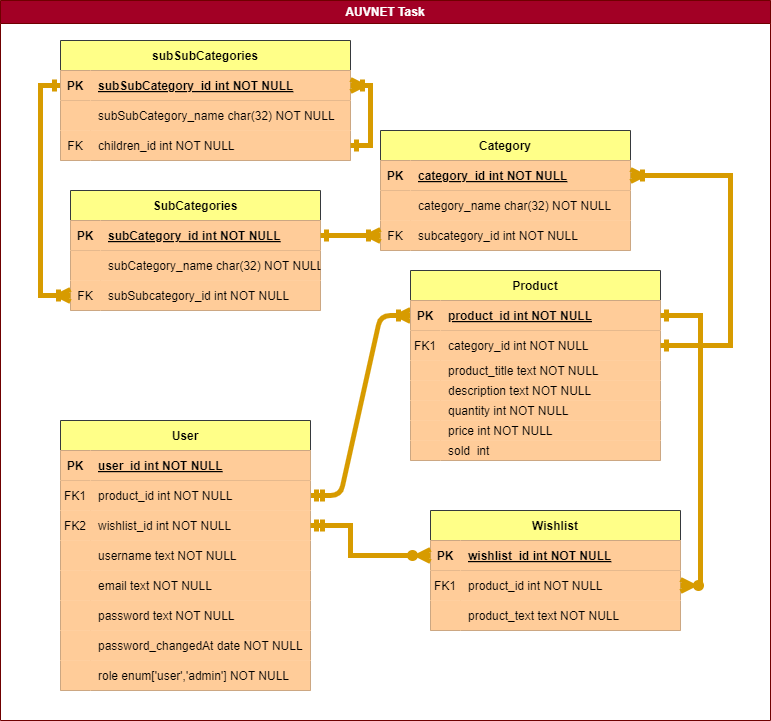 AUVNET Task
subSubCategories
PK subSubCategory_id int NOT NULL
subSubCategory_name char(32) NOT NULL
FK children_id int NOT NULL
Category
PK category_id int NOT NULL
category_name char(32) NOT NULL
FK subcategory_id int NOT NULL
SubCategories
PK subCategory_id int NOT NULL
subCategory_name char(32) NOT NULL
FK subSubcategory_id int NOT NULL
Product
PK product_id int NOT NULL
FK1 category_id int NOT NULL
product_title text NOT NULL
description text NOT NULL
quantity int NOT NULL
price int NOT NULL
sold int
User
PK user_id int NOT NULL
FK1 product_id int NOT NULL
FK2 wishlist_id int NOT NULL
username text NOT NULL
email text NOT NULL
password text NOT NULL
password_changedAt date NOT NULL
role enum['user','admin'] NOT NULL
Wishlist
PK wishlist_id int NOT NULL
FK1 product_id int NOT NULL
product_text text NOT NULL